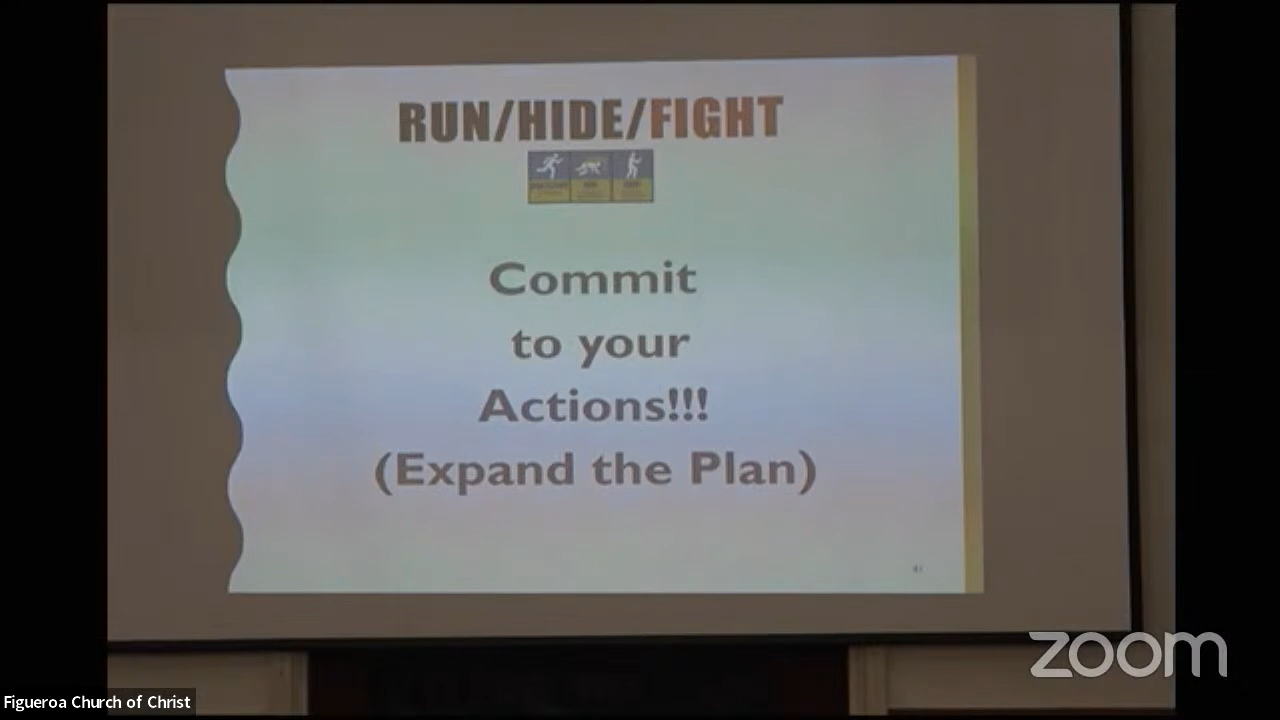 RUN/HIDE/FIGHT
Commit
to your
Actions!!!
(Expand the Plan)
zoom
Figueroa Church of Christ